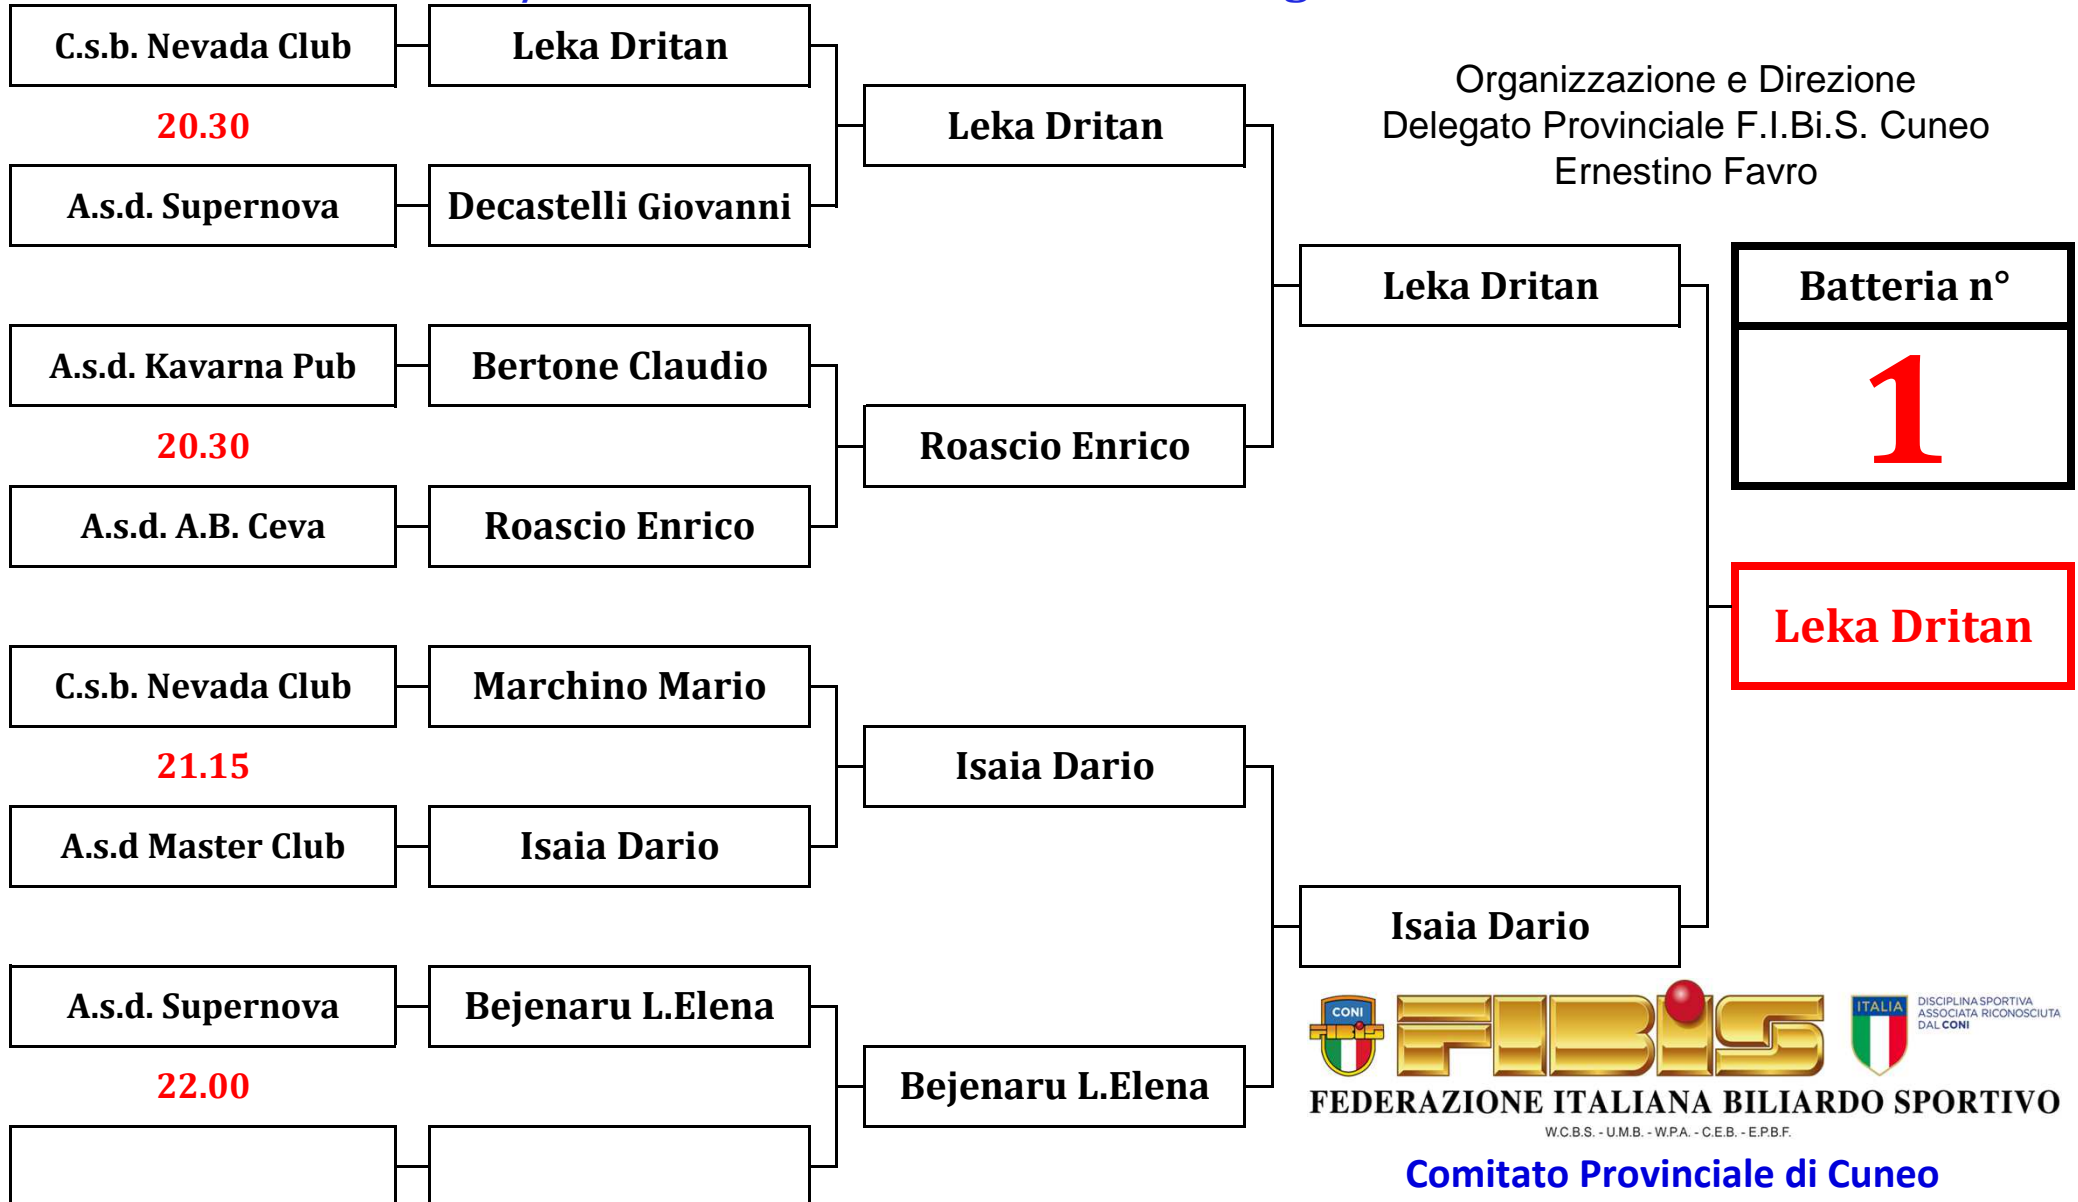 C.s.b. Nevada Club
Leka Dritan
20.30
Leka Dritan
A.s.d. Supernova
Decastelli Giovanni
Organizzazione e Direzione
Delegato Provinciale F.I.Bi.S. Cuneo
Ernestino Favro
Leka Dritan
Batteria n°
1
A.s.d. Kavarna Pub
Bertone Claudio
20.30
Roascio Enrico
A.s.d. A.B. Ceva
Roascio Enrico
Leka Dritan
C.s.b. Nevada Club
Marchino Mario
21.15
Isaia Dario
A.s.d Master Club
Isaia Dario
Isaia Dario
A.s.d. Supernova
Bejenaru L.Elena
22.00
Bejenaru L.Elena
CONI
FIBiS
FIBiS
ITALIA
DISCIPLINA SPORTIVA
ASSOCIATA RICONOSCIUTA
DAL CONI
FEDERAZIONE ITALIANA BILIARDO SPORTIVO
W.C.B.S. - U.M.B. - W.P.A. - C.E.B. - E.P.B.F.
Comitato Provinciale di Cuneo